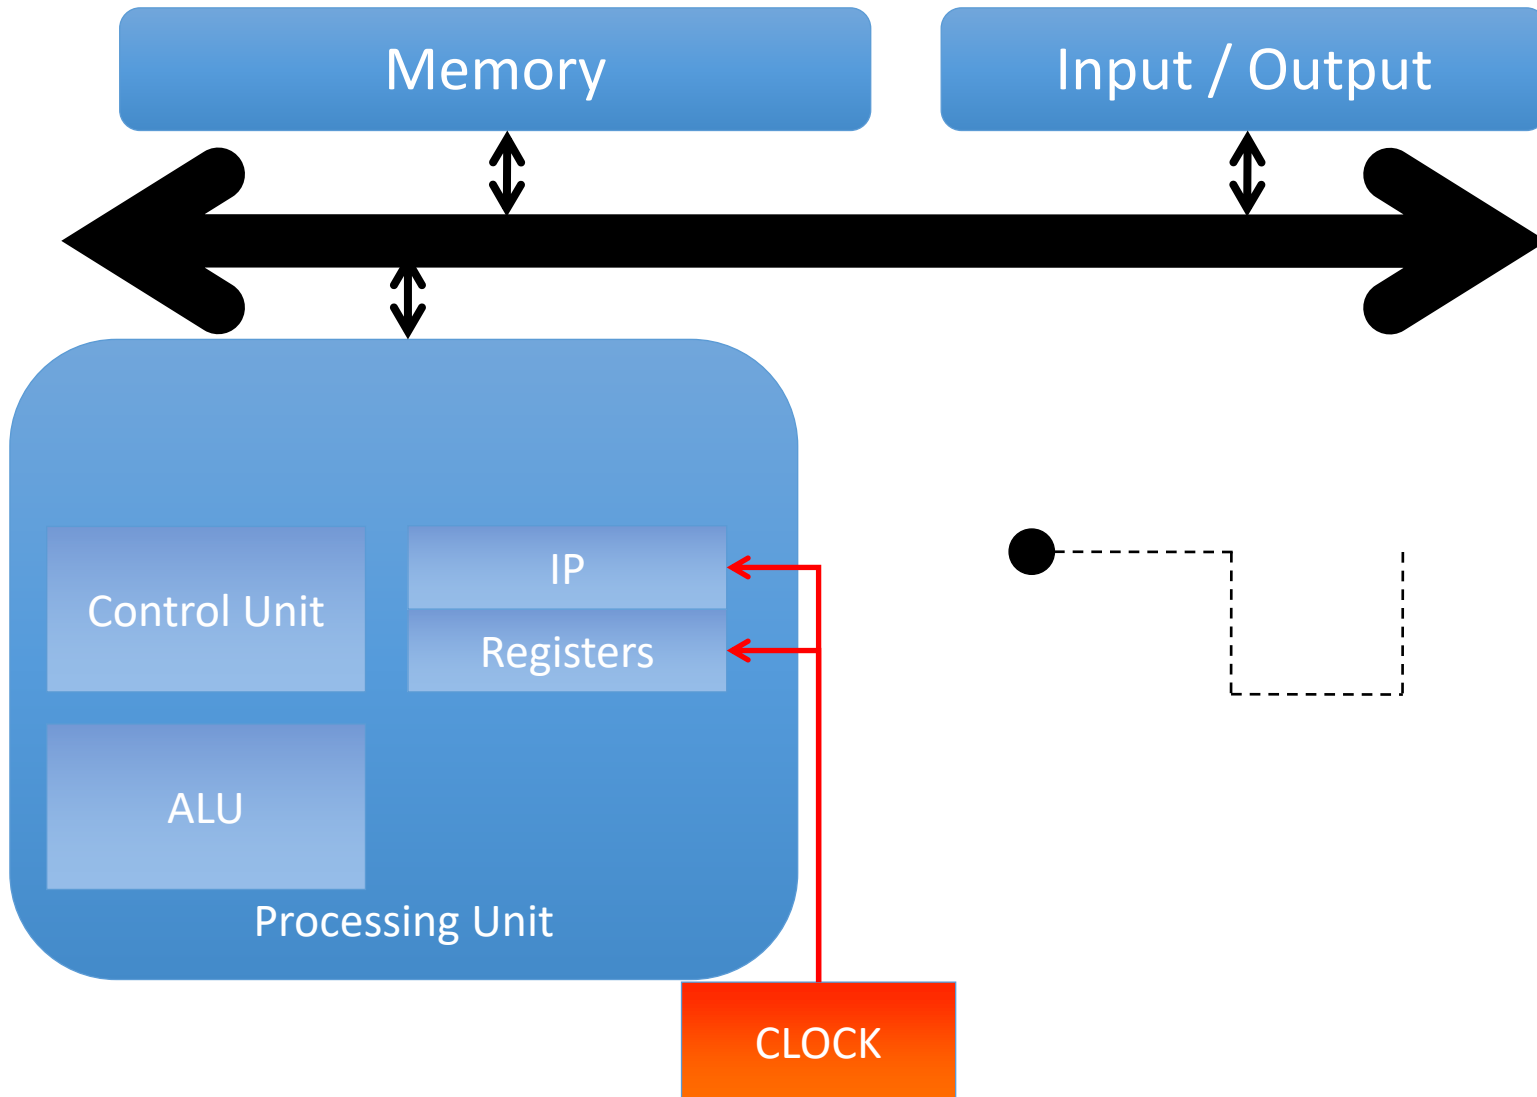 Memory
Input / Output
Control Unit
IP
Registers
ALU
Processing Unit
CLOCK